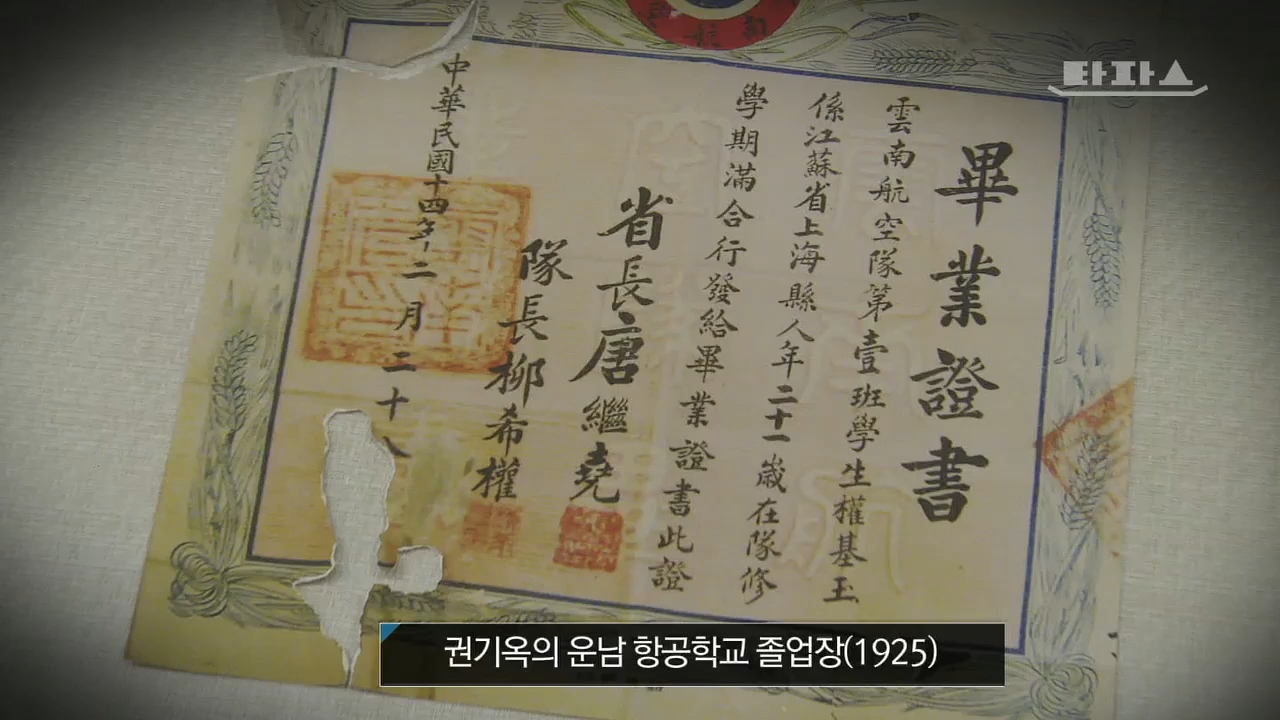 타파스
畢業證書
雲南航空隊第壹班學生權基玉
係江蘇省上海縣人年二十一歲在隊修
學期滿合行發給畢業證書此證
省長唐繼堯
隊長柳希權
中華民國十四年二月二十八
권기옥의 운남 항공학교 졸업장(1925)